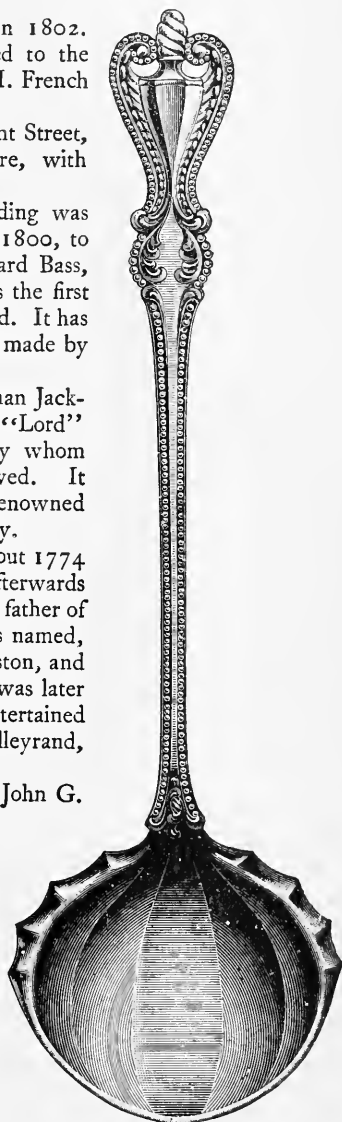 n 1802.
ed to the
I. French
nt Street,
re, with
ding was
1800, to
ard Bass,
s the first
d. It has
made by
nan Jack-
"Lord"
y whom
ved. It
enowned
y.
out 1774
fterwards
father of
s named,
ston, and
was later
tertained
lleyrand,
John G.